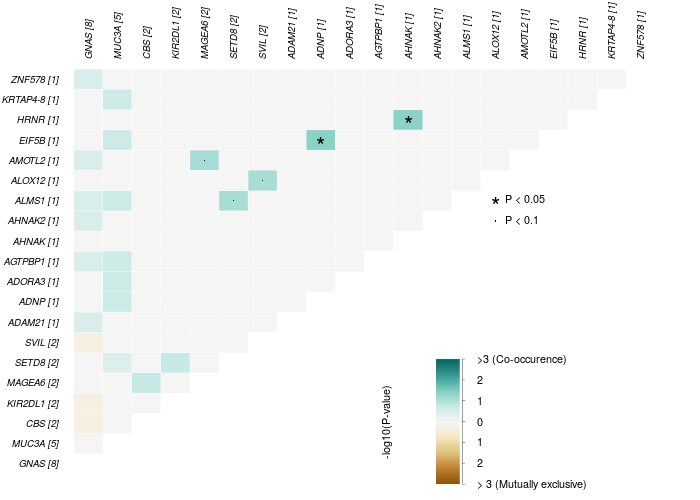 GNAS [8]
MUC3A [5]
CBS [2]
KIR2DL1 [2]
MAGEA6 [2]
SETD8 [2]
SVIL [2]
ADAM21 [1]
ADNP [1]
ADORA3 [1]
AGTPBP1 [1]
AHNAK [1]
AHNAK2 [1]
ALMS1 [1]
ALOX12 [1]
AMOTL2 [1]
EIF5B [1]
HRNR [1]
KRTAP4-8 [1]
ZNF578 [1]
ZNF578 [1]
KRTAP4-8 [1]
HRNR [1]
*
EIF5B [1]
*
AMOTL2 [1]
.
ALOX12 [1]
.
ALMS1 [1]
.
* P < 0.05
AHNAK2 [1]
. P < 0.1
AHNAK [1]
AGTPBP1 [1]
ADORA3 [1]
ADNP [1]
ADAM21 [1]
SVIL [2]
SETD8 [2]
MAGEA6 [2]
KIR2DL1 [2]
CBS [2]
MUC3A [5]
GNAS [8]
-log10(P-value)
>3 (Co-occurence)
2
1
0
1
2
> 3 (Mutually exclusive)